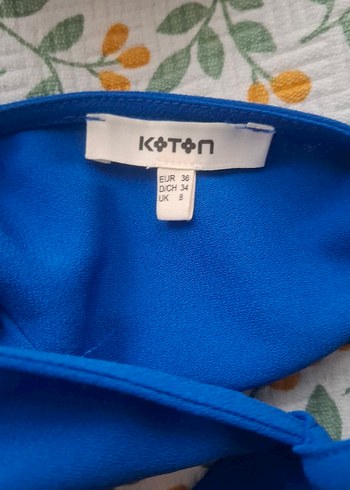 KOTON
EUR 36
D/CH 34
UK 8